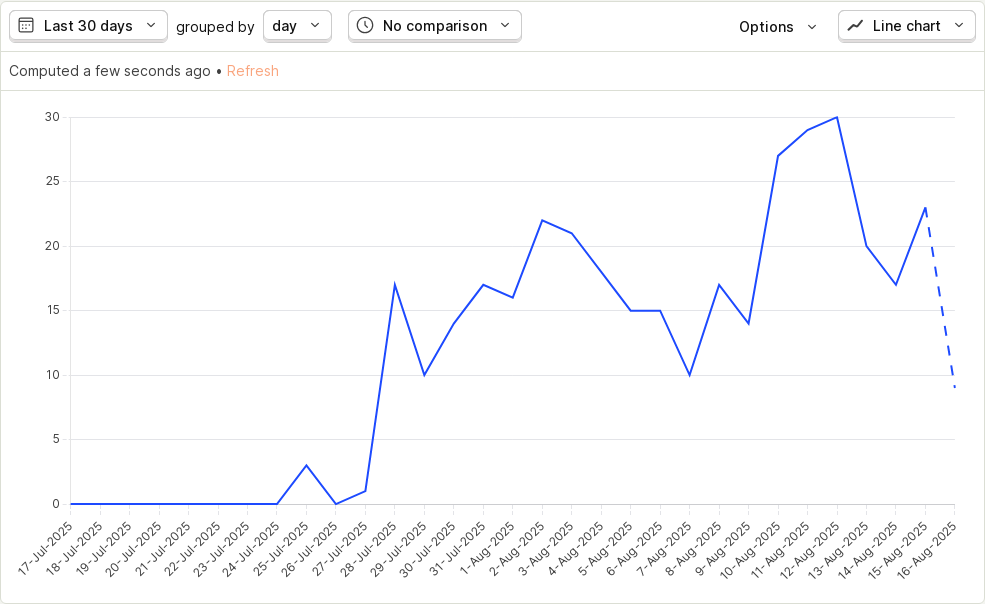 Last 30 days grouped by day No comparison Options Line chart
Computed a few seconds ago • Refresh
30
25
20
15
10
5
0
17-Jul-2025
18-Jul-2025
19-Jul-2025
20-Jul-2025
21-Jul-2025
22-Jul-2025
23-Jul-2025
24-Jul-2025
25-Jul-2025
26-Jul-2025
27-Jul-2025
28-Jul-2025
29-Jul-2025
30-Jul-2025
31-Jul-2025
1-Aug-2025
2-Aug-2025
3-Aug-2025
4-Aug-2025
5-Aug-2025
6-Aug-2025
7-Aug-2025
8-Aug-2025
9-Aug-2025
10-Aug-2025
11-Aug-2025
12-Aug-2025
13-Aug-2025
14-Aug-2025
15-Aug-2025
16-Aug-2025